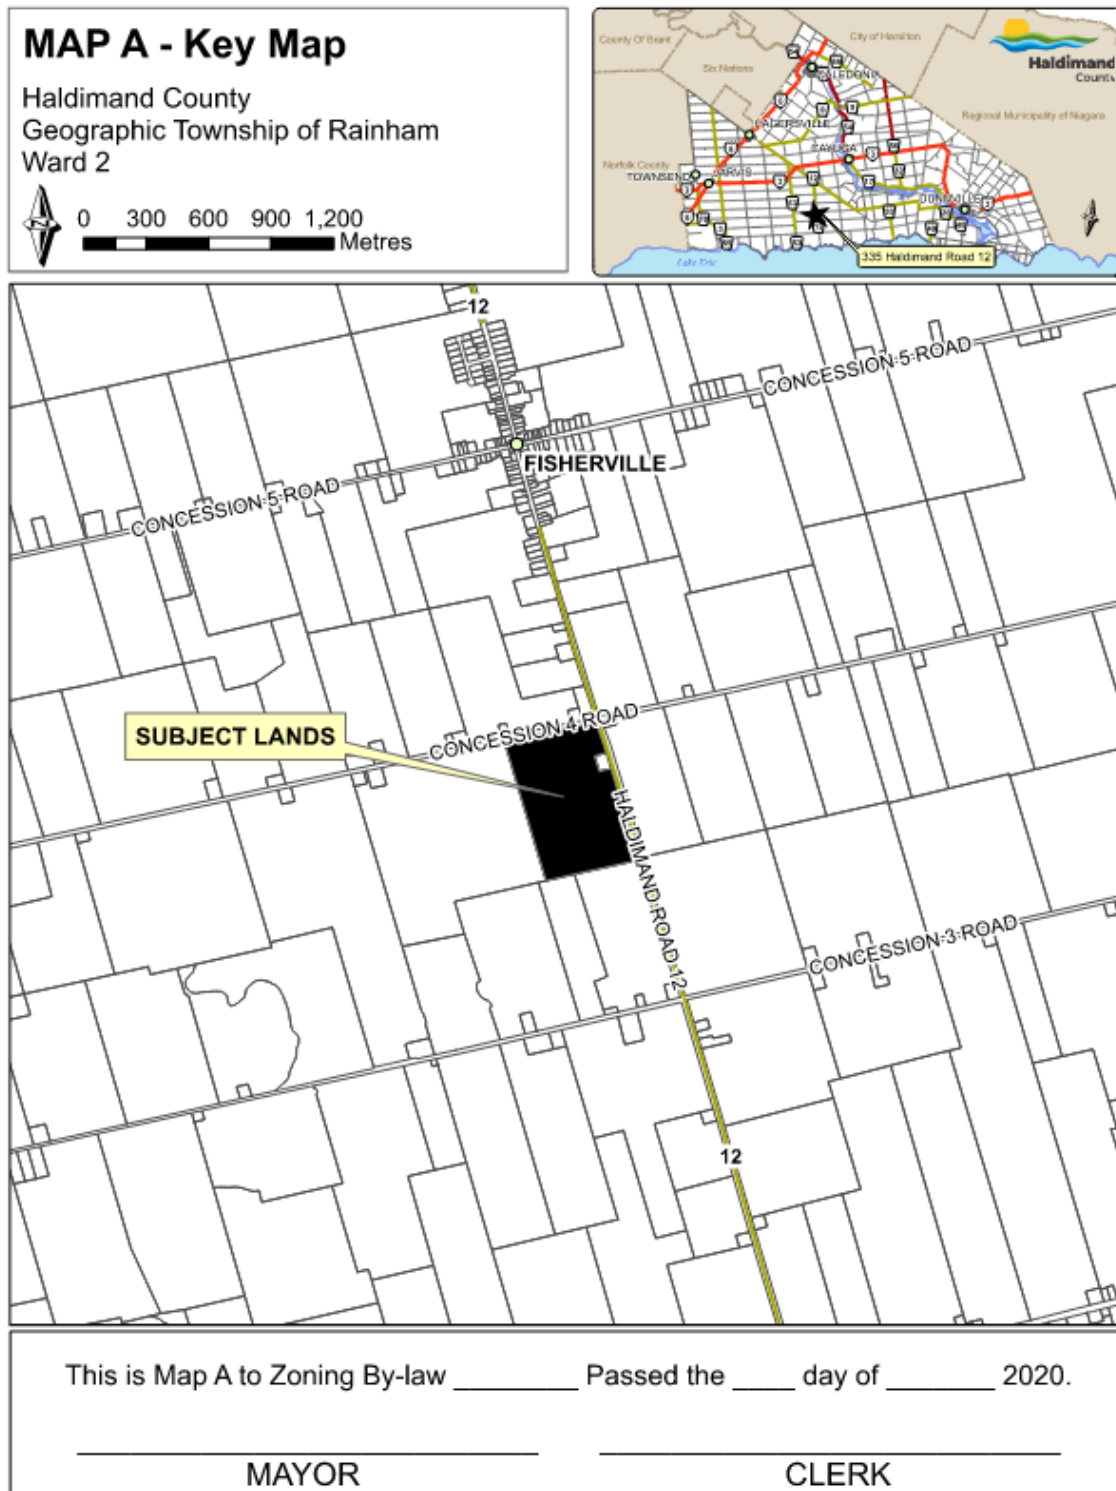 MAP A - Key Map
Haldimand County
Geographic Township of Rainham
Ward 2
N
0 300 600 900 1,200
Metres
County Of Brant
City of Hamilton
Six Nations
Haldimand
County
CALEDONIA
Regional Municipality of Niagara
HAGERSVILLE
CAYUGA
Norfolk County
TOWNSEND
JARVIS
DUNNVILLE
335 Haldimand Road 12
Lake Erie
12
CONCESSION 5 ROAD
FISHERVILLE
CONCESSION 5 ROAD
SUBJECT LANDS
CONCESSION 4 ROAD
HALDIMAND ROAD 12
CONCESSION 3 ROAD
12
This is Map A to Zoning By-law ________ Passed the ____ day of _______ 2020.
MAYOR
CLERK